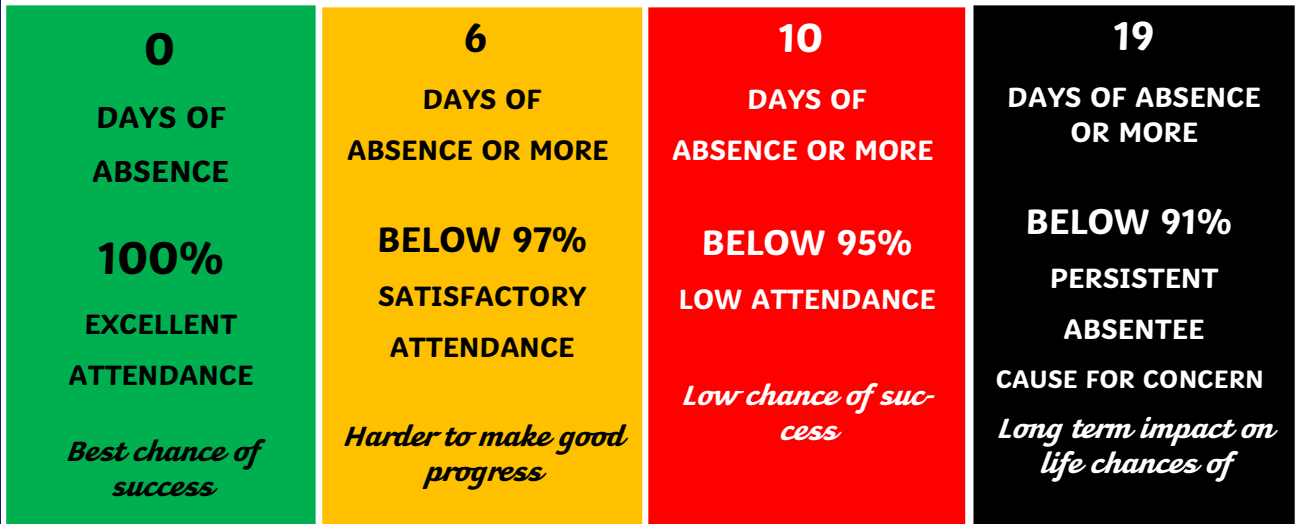 0
DAYS OF
ABSENCE
100%
EXCELLENT
ATTENDANCE
Best chance of
success
6
DAYS OF
ABSENCE OR MORE
BELOW 97%
SATISFACTORY
ATTENDANCE
Harder to make good
progress
10
DAYS OF
ABSENCE OR MORE
BELOW 95%
LOW ATTENDANCE
Low chance of suc-
cess
19
DAYS OF ABSENCE
OR MORE
BELOW 91%
PERSISTENT
ABSENTEE
CAUSE FOR CONCERN
Long term impact on
life chances of